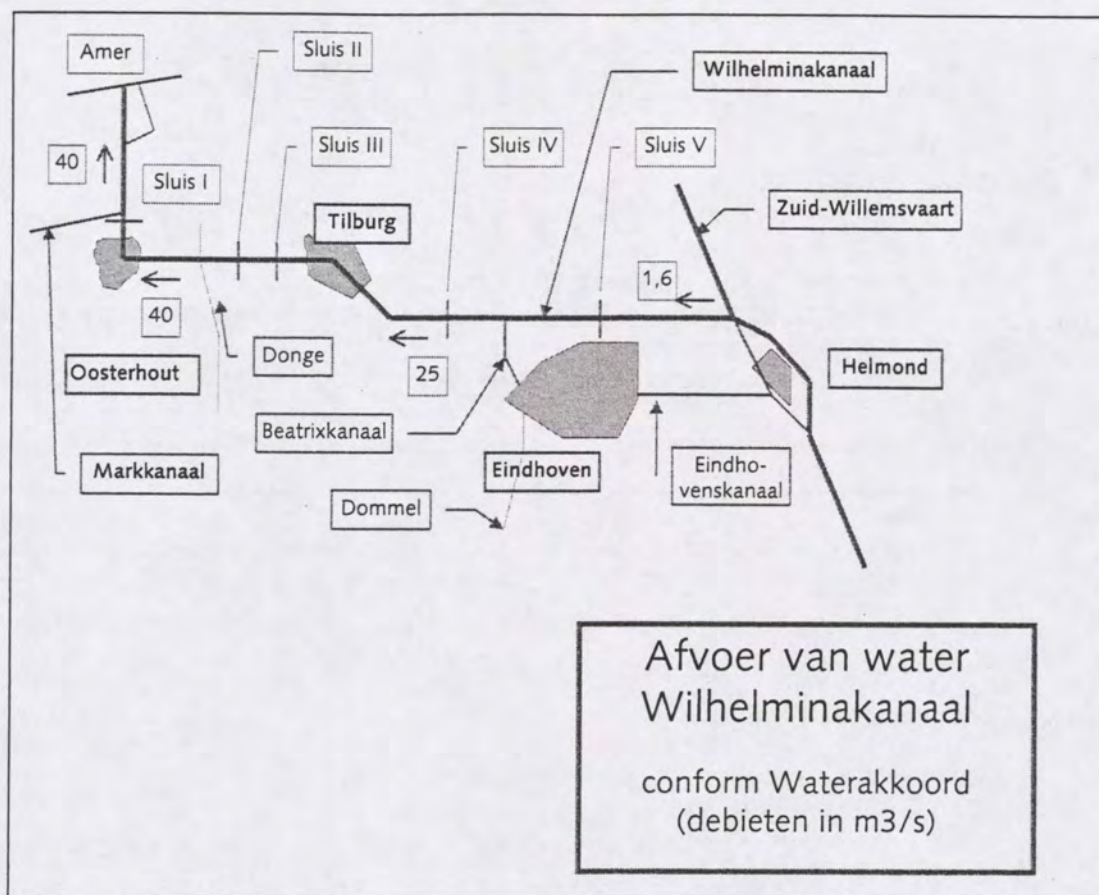 Amer
Sluis II
Wilhelminakanaal
40
Sluis I
Sluis III
Sluis IV
Sluis V
Tilburg
Zuid-Willemsvaart
1,6
40
Oosterhout
Donge
25
Helmond
Beatrixkanaal
Markkanaal
Eindhoven
Eindho-
venskanaal
Dommel
Afvoer van water
Wilhelminakanaal
conform Waterakkoord
(debieten in m3/s)